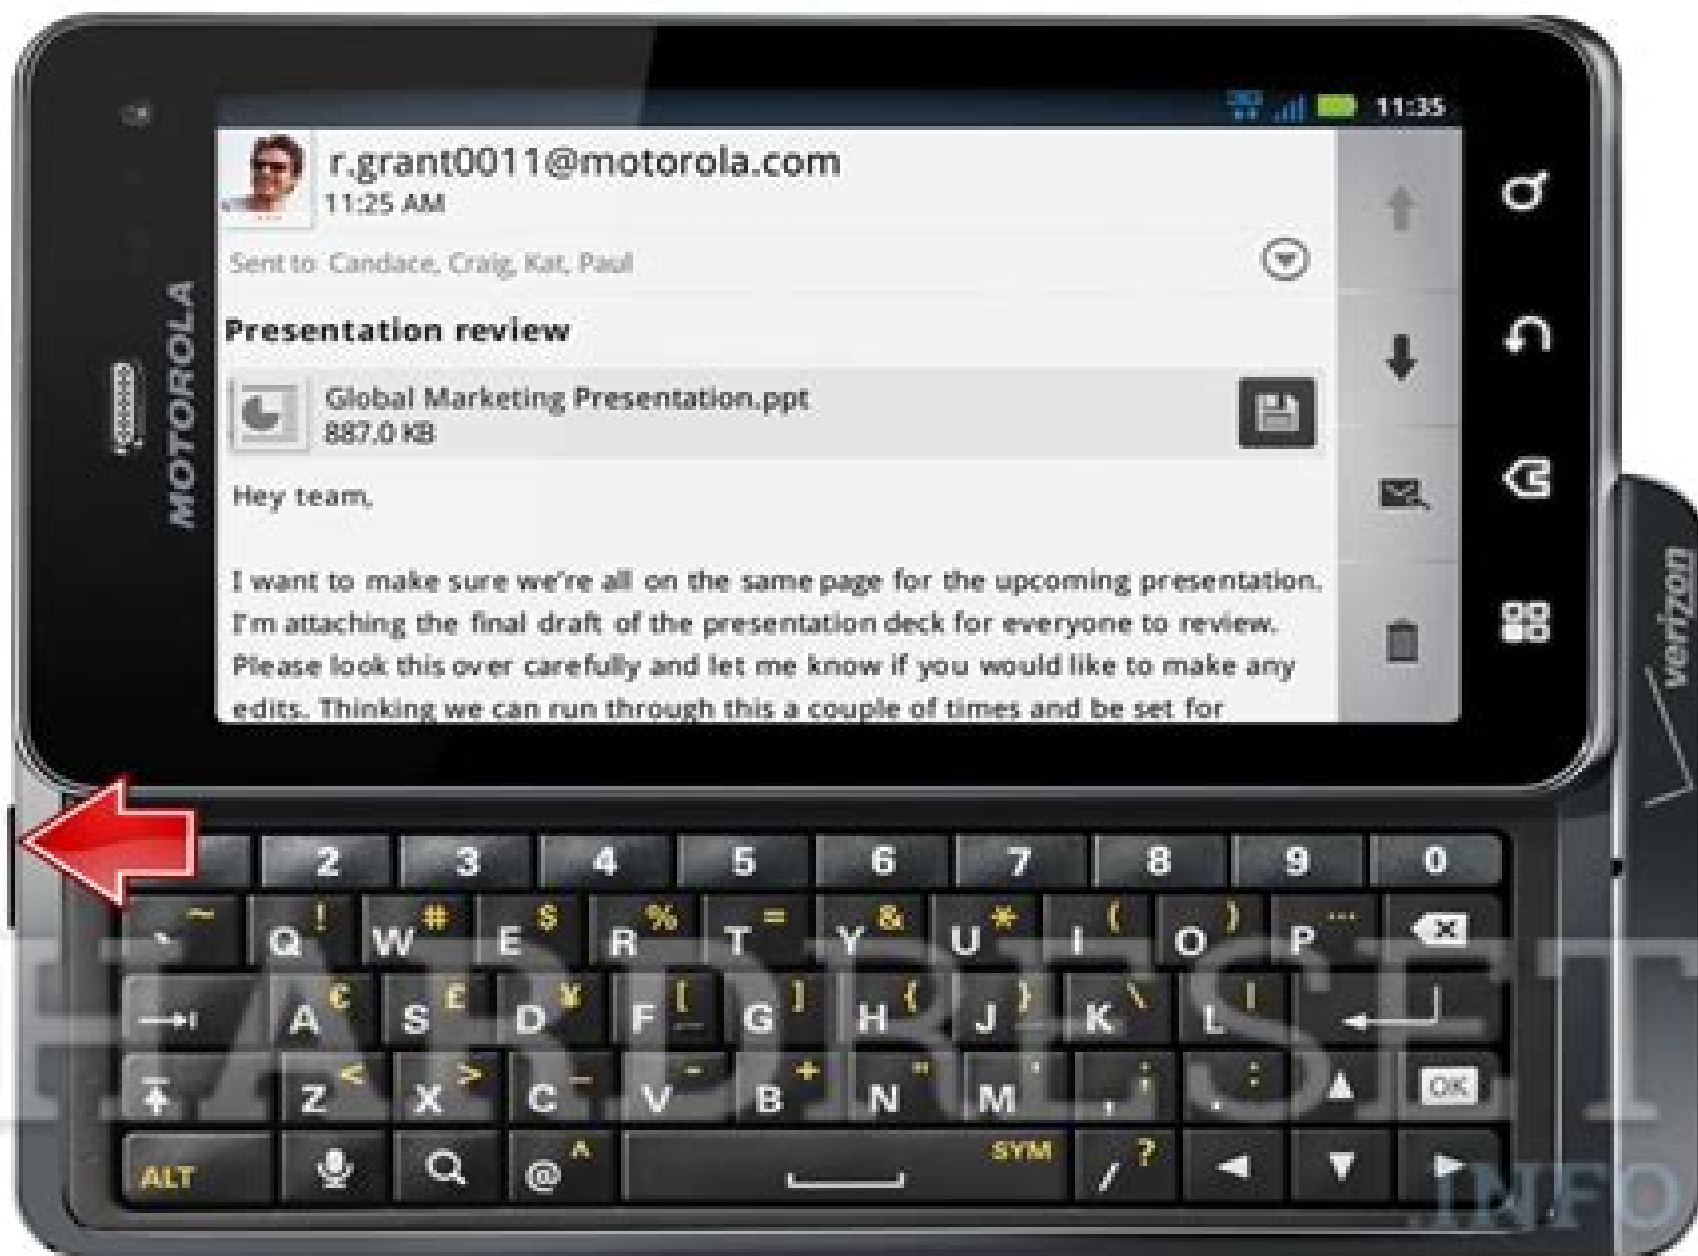 11:35
r.grant0011@motorola.com
11:25 AM
Sent to Candace, Craig, Kat, Paul
Presentation review
Global Marketing Presentation.ppt
887.0 KB
Hey team,
I want to make sure we're all on the same page for the upcoming presentation.
I'm attaching the final draft of the presentation deck for everyone to review.
Please look this over carefully and let me know if you would like to make any
edits. Thinking we can run through this a couple of times and be set for
MOTOROLA
verizon
2 3 4 5 6 7 8 9 0
` ~ Q ! W # E $ R % T = Y & U * I ( O ) P ...
A € S £ D ¥ F [ G ] H { J } K \ L |
Z < X > C _ V - B + N " M ' , ; . : OK
ALT @ ^ SYM / ?
HARDRESET
.INFO